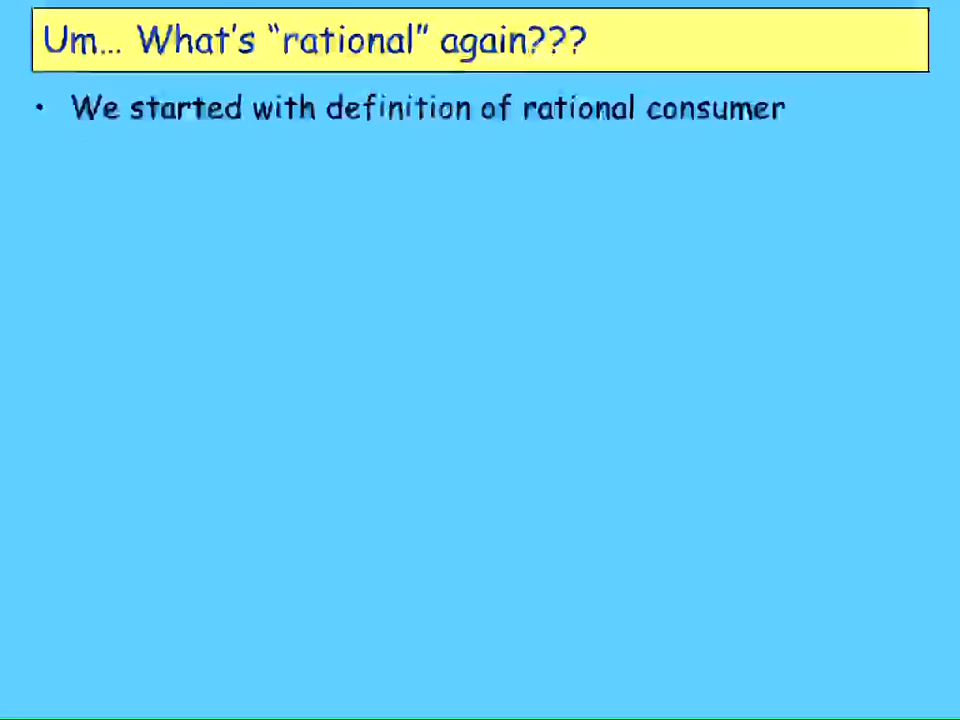 Um… What's “rational” again???
• We started with definition of rational consumer